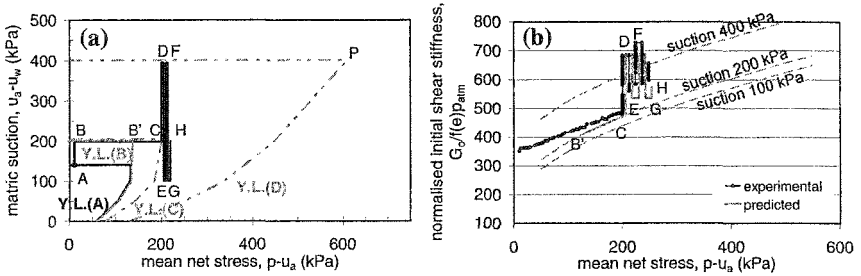 (a)
matric suction, ua-uw (kPa)
500
400
300
200
100
0
D F
P
B
B'
C
H
Y.L.(B)
A
Y.L.(A)
E G
Y.L.(C)
Y.L.(D)
0
200
400
600
mean net stress, p-ua (kPa)
(b)
normalised initial shear stiffness,
G0/f(e)patm
800
700
600
500
400
300
200
100
suction 400 kPa
D
F
suction 200 kPa
H
suction 100 kPa
E
G
C
B'
experimental
predicted
0
200
400
600
mean net stress, p-ua (kPa)